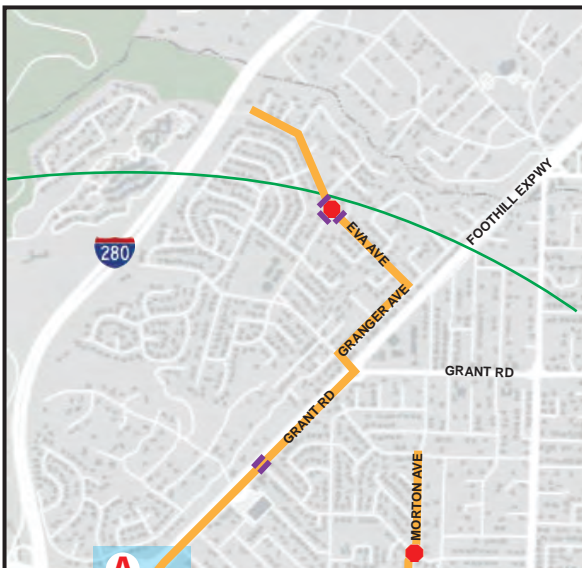 FOOTHILL EXPWY
EVA AVE
280
GRANGER AVE
GRANT RD
GRANT RD
MORTON AVE
A